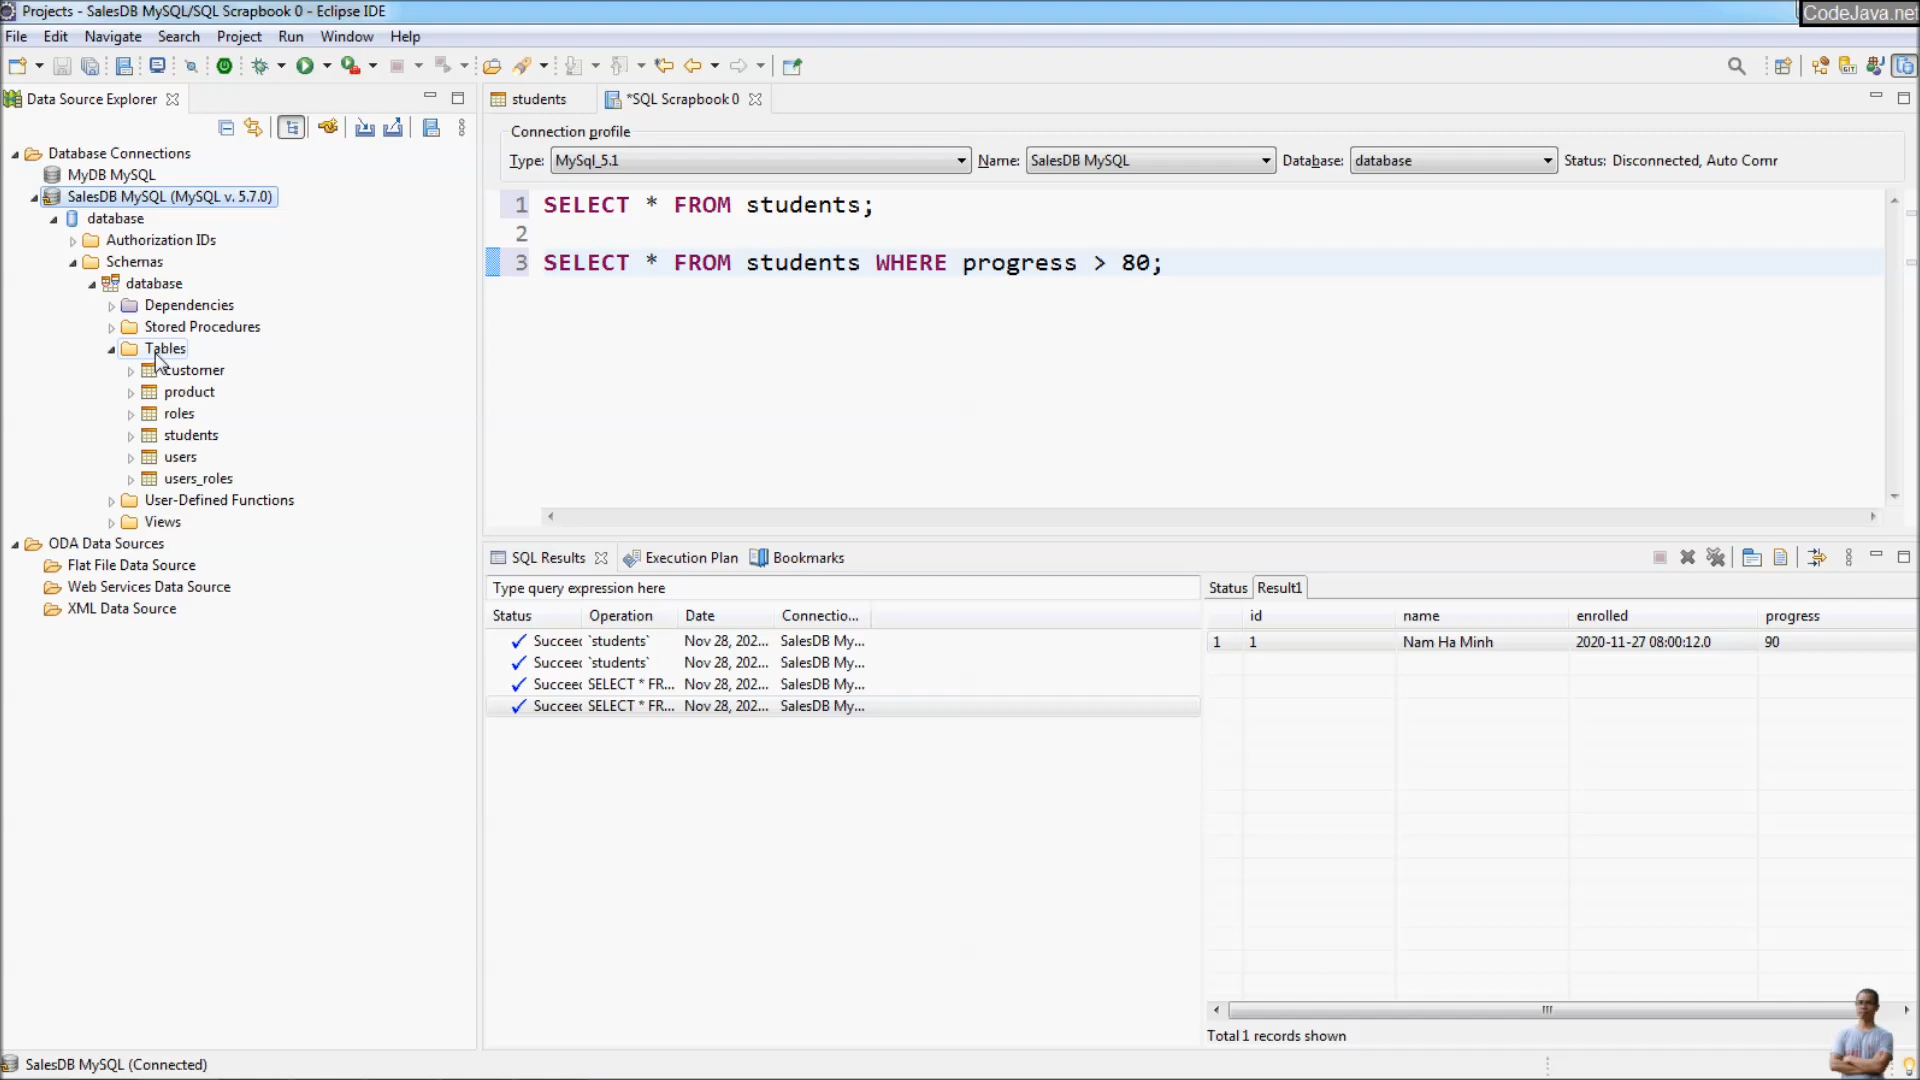 Projects - SalesDB MySQL/SQL Scrapbook 0 - Eclipse IDE
CodeJava.net
File Edit Navigate Search Project Run Window Help
Data Source Explorer
students *SQL Scrapbook 0
Connection profile
Type: MySql_5.1 Name: SalesDB MySQL Database: database Status: Disconnected, Auto Comr
Database Connections
MyDB MySQL
SalesDB MySQL (MySQL v. 5.7.0)
database
Authorization IDs
Schemas
database
Dependencies
Stored Procedures
Tables
customer
product
roles
students
users
users_roles
User-Defined Functions
Views
ODA Data Sources
Flat File Data Source
Web Services Data Source
XML Data Source
1 SELECT * FROM students;
2
3 SELECT * FROM students WHERE progress > 80;
SQL Results Execution Plan Bookmarks
Type query expression here
Status Operation Date Connectio...
Succeed `students` Nov 28, 202... SalesDB My...
Succeed `students` Nov 28, 202... SalesDB My...
Succeed SELECT * FR... Nov 28, 202... SalesDB My...
Succeed SELECT * FR... Nov 28, 202... SalesDB My...
Status Result1
id name enrolled progress
1 1 Nam Ha Minh 2020-11-27 08:00:12.0 90
Total 1 records shown
SalesDB MySQL (Connected)